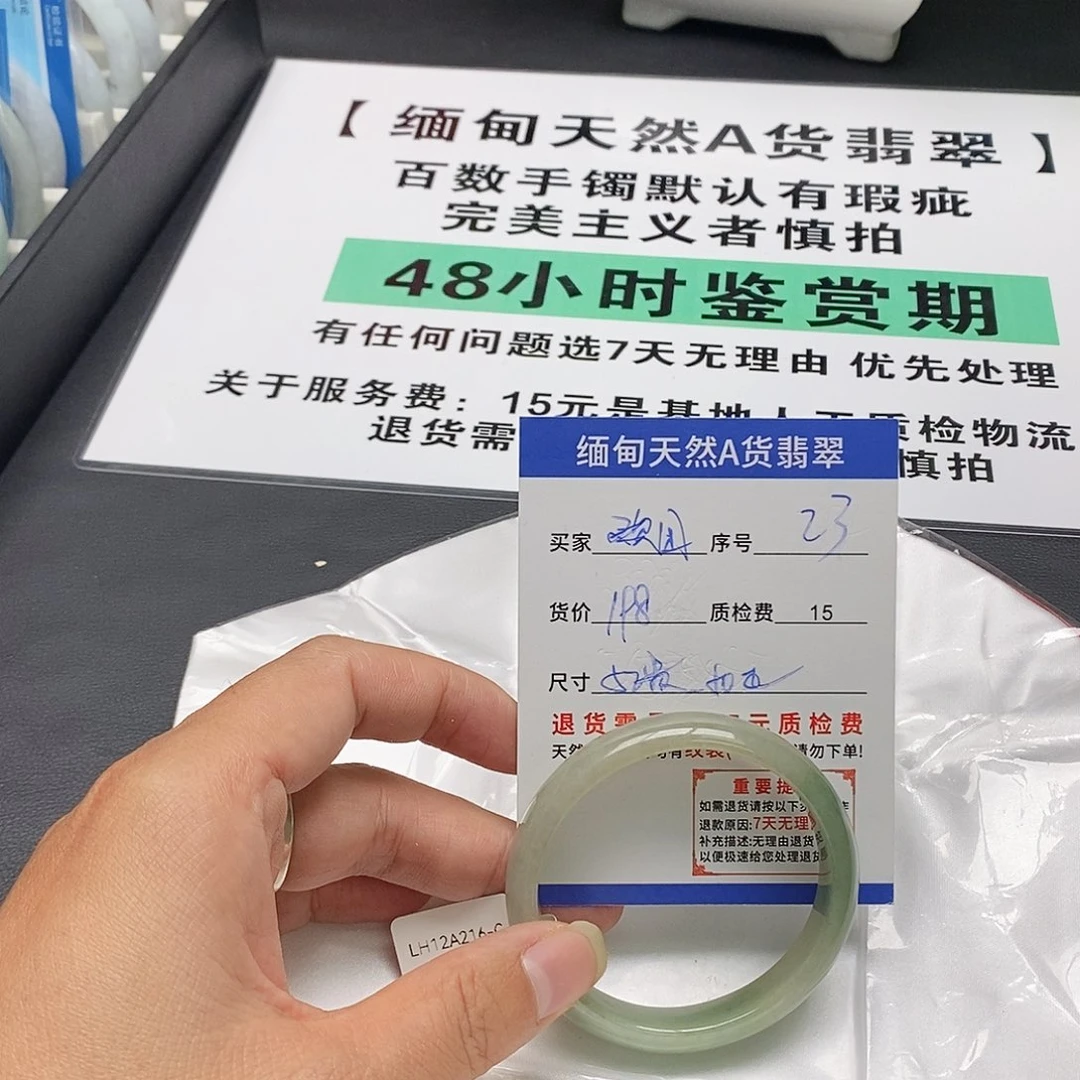 【 缅甸天然A货翡翠 】
百数手镯默认有瑕疵
完美主义者慎拍
48小时鉴赏期
有任何问题选7天无理由 优先处理
关于服务费：15元是基地人工质检物流
退货需 慎拍
缅甸天然A货翡翠
买家 序号 23
货价 198 质检费 15
尺寸
退货需 元质检费
天然 有纹裂 请勿下单!
重要提
如需退货请按以下 作
退款原因:7天无理
补充描述:无理由退货
以便极速给您处理退
LH12A216-